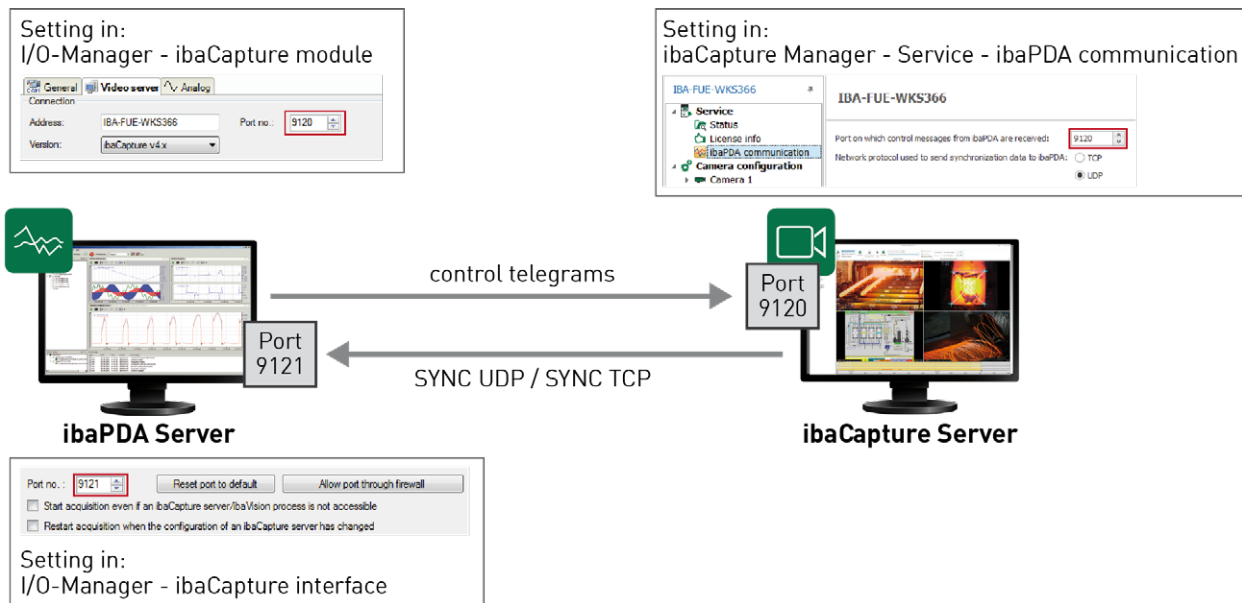 Setting in:
I/O-Manager - ibaCapture module
General Video server Analog
Connection
Address: IBA-FUE-WKS366 Port no.: 9120
Version: ibaCapture v4.x
Setting in:
ibaCapture Manager - Service - ibaPDA communication
IBA-FUE-WKS366
Service
Status
License info
ibaPDA communication
Camera configuration
Camera 1
IBA-FUE-WKS366
Port on which control messages from ibaPDA are received: 9120
Network protocol used to send synchronization data to ibaPDA: TCP
UDP
control telegrams
Port
9120
Port
9121
SYNC UDP / SYNC TCP
ibaPDA Server
ibaCapture Server
Port no. : 9121 Reset port to default Allow port through firewall
Start acquisition even if an ibaCapture server/ibaVision process is not accessible
Restart acquisition when the configuration of an ibaCapture server has changed
Setting in:
I/O-Manager - ibaCapture interface